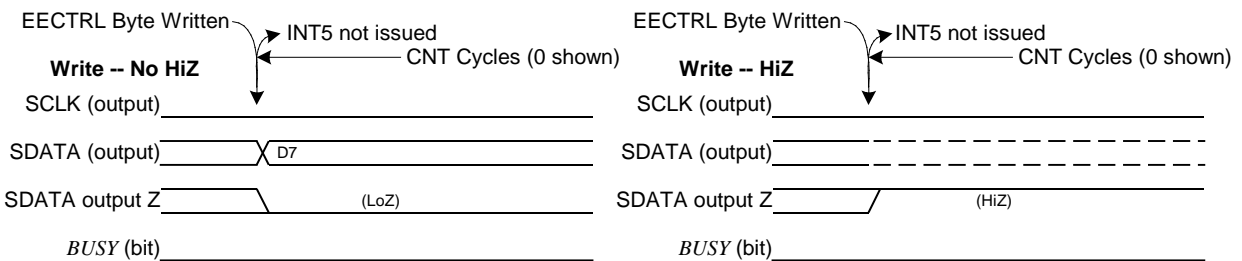 EECTRL Byte Written
INT5 not issued
CNT Cycles (0 shown)
Write -- No HiZ
SCLK (output)
SDATA (output)
D7
SDATA output Z
(LoZ)
BUSY (bit)
EECTRL Byte Written
INT5 not issued
CNT Cycles (0 shown)
Write -- HiZ
SCLK (output)
SDATA (output)
SDATA output Z
(HiZ)
BUSY (bit)